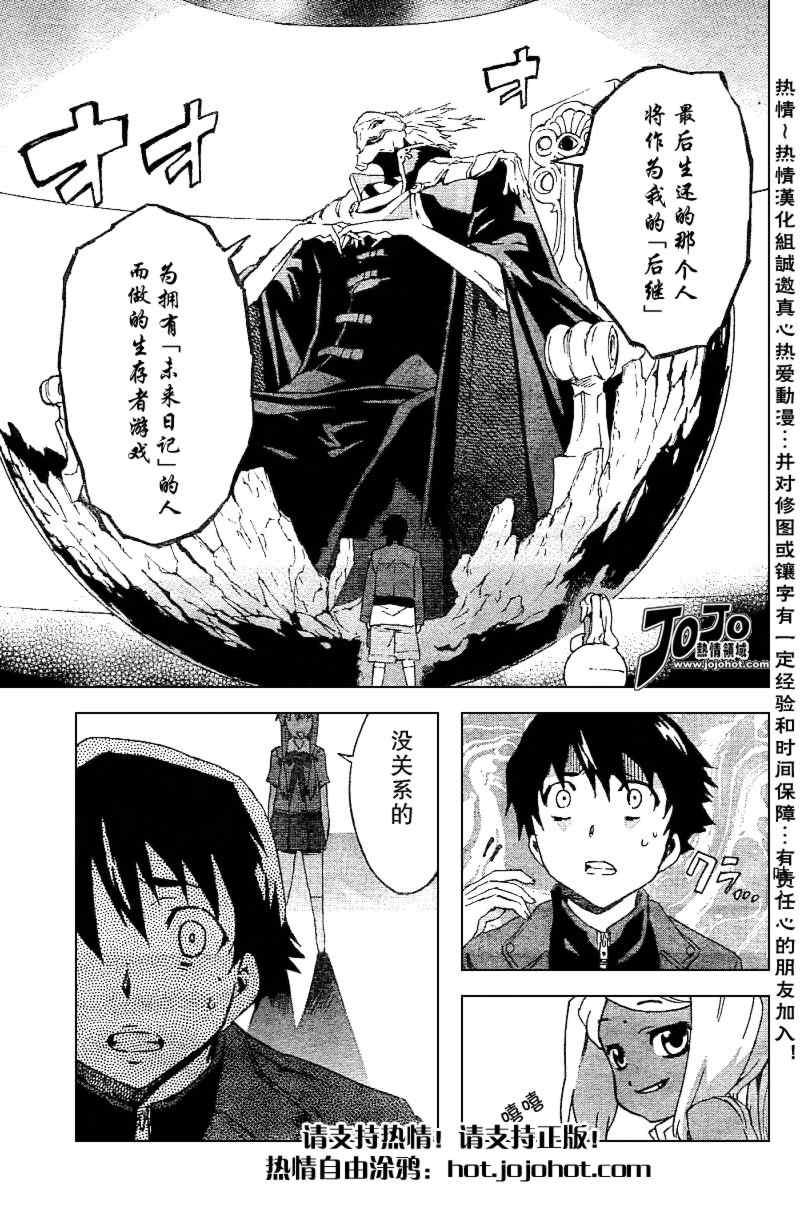 最后生还的那个人
将作为我的「后继」
为拥有「未来日记」的人
而做的生存者游戏
オオ
オオ
JOJO
熱情領域
www.jojohot.com
クラ…
嘻嘻
没关系的
热情～热情漢化組誠邀真心热爱動漫…并对修图或镶字有一定经验和时间保障…有责任心的朋友加入！
请支持热情！请支持正版！
热情自由涂鸦：hot.jojohot.com